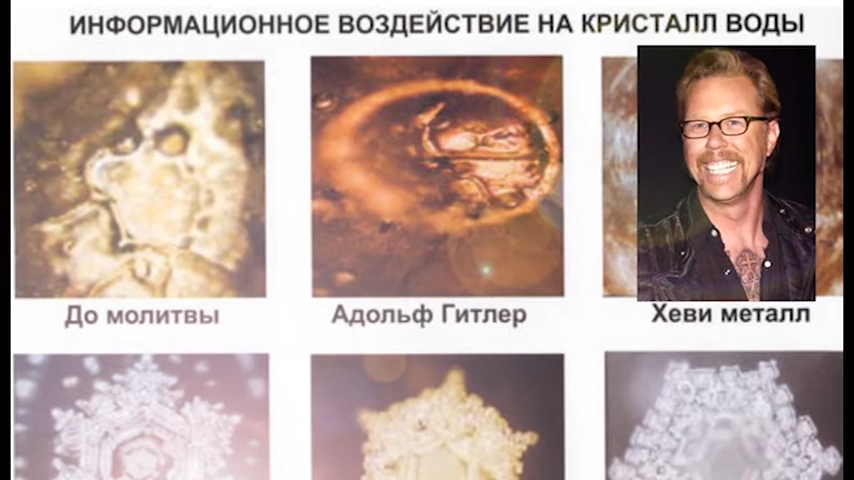 ИНФОРМАЦИОННОЕ ВОЗДЕЙСТВИЕ НА КРИСТАЛЛ ВОДЫ
До молитвы
Адольф Гитлер
Хеви металл